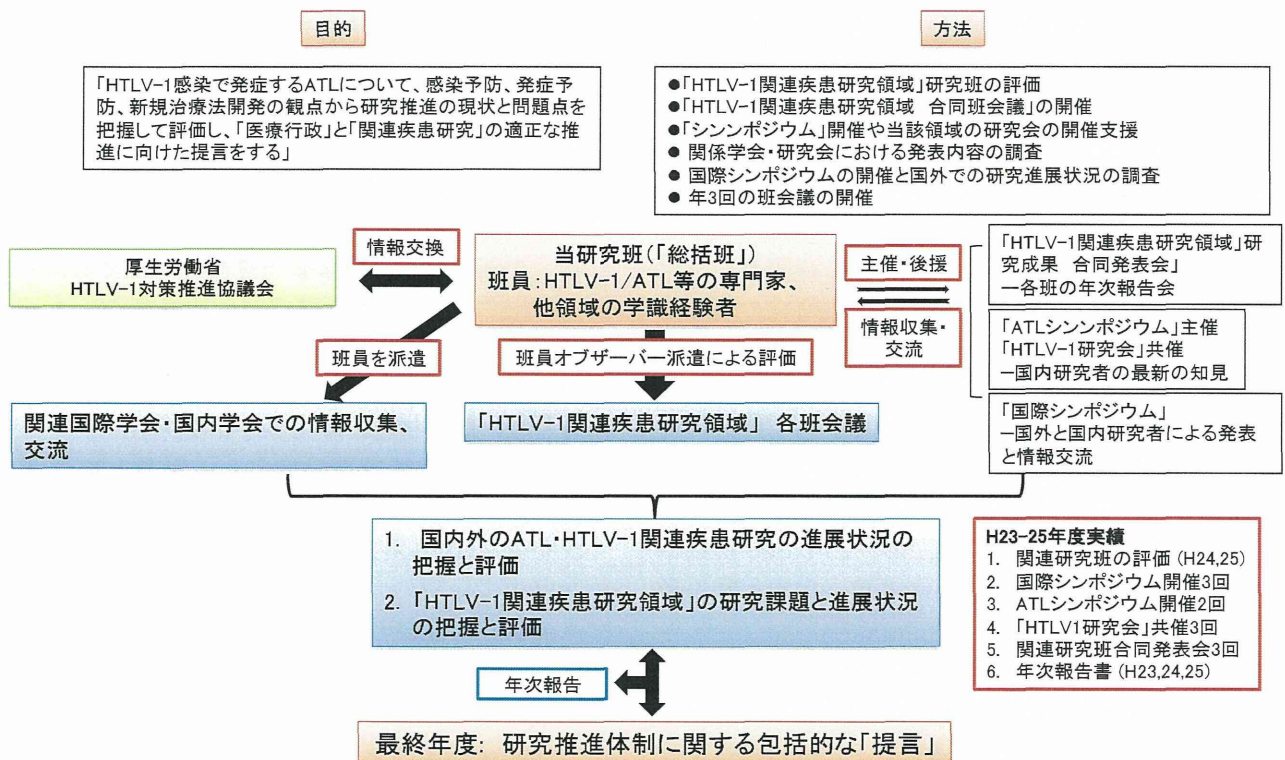 目的
方法
「HTLV-1感染で発症するATLについて、感染予防、発症予
防、新規治療法開発の観点から研究推進の現状と問題点を
把握して評価し、「医療行政」と「関連疾患研究」の適正な推
進に向けた提言をする」
●「HTLV-1関連疾患研究領域」研究班の評価
●「HTLV-1関連疾患研究領域 合同班会議」の開催
●「シンンポジウム」開催や当該領域の研究会の開催支援
● 関係学会・研究会における発表内容の調査
● 国際シンポジウムの開催と国外での研究進展状況の調査
● 年3回の班会議の開催
厚生労働省
HTLV-1対策推進協議会
情報交換
当研究班(「総括班」)
班員:HTLV-1/ATL等の専門家、
他領域の学識経験者
主催・後援
情報収集・
交流
「HTLV-1関連疾患研究領域」研
究成果 合同発表会」
ー各班の年次報告会
「ATLシンンポジウム」主催
「HTLV-1研究会」共催
ー国内研究者の最新の知見
「国際シンポジウム」
ー国外と国内研究者による発表
と情報交流
班員を派遣
班員オブザーバー派遣による評価
関連国際学会・国内学会での情報収集、
交流
「HTLV-1関連疾患研究領域」 各班会議
1. 国内外のATL・HTLV-1関連疾患研究の進展状況の
把握と評価
2. 「HTLV-1関連疾患研究領域」の研究課題と進展状況
の把握と評価
H23-25年度実績
1. 関連研究班の評価 (H24,25)
2. 国際シンポジウム開催3回
3. ATLシンポジウム開催2回
4. 「HTLV1研究会」共催3回
5. 関連研究班合同発表会3回
6. 年次報告書 (H23,24,25)
年次報告
最終年度: 研究推進体制に関する包括的な「提言」